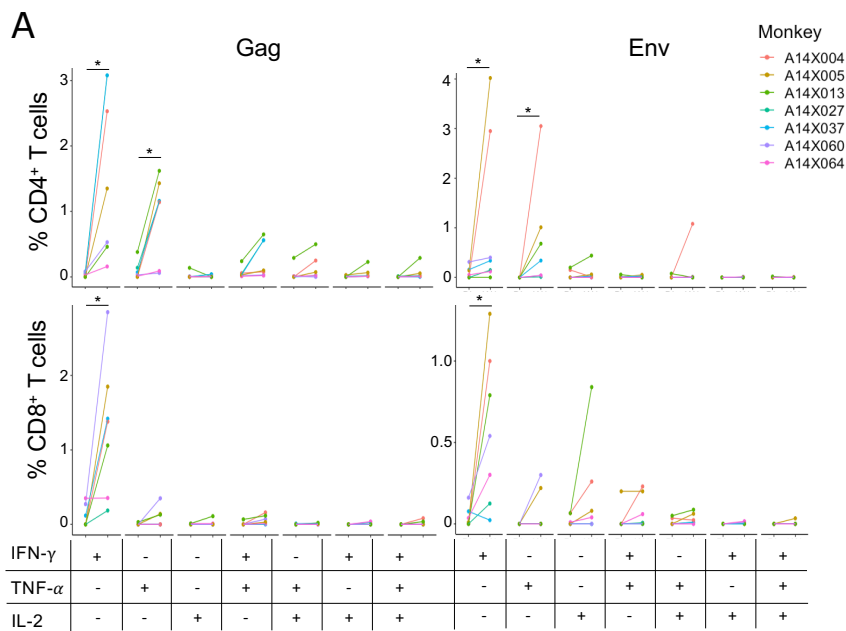 A
Gag Env
Monkey
A14X004
A14X005
A14X013
A14X027
A14X037
A14X060
A14X064
% CD4⁺ T cells
3
2
1
0
* *
4
3
2
1
0
* *
% CD8⁺ T cells
2
1
0
*
1.0
0.5
0
*
IFN-γ + - - + - + + + - - + - + +
TNF-α - + - + + - + - + - + + - +
IL-2 - - + - + + + - - + - + + +